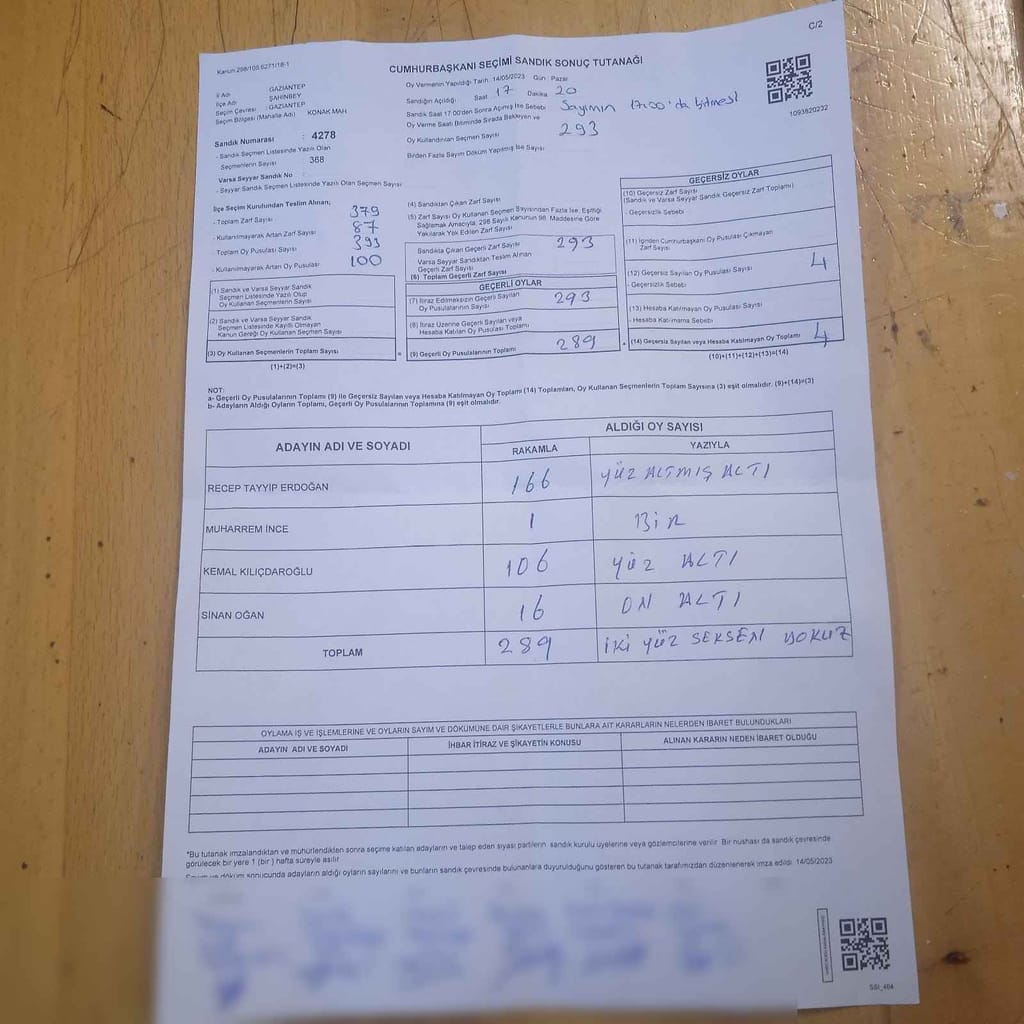 C/2
Kanun 298/105.6271/18-1
CUMHURBAŞKANI SEÇİMİ SANDIK SONUÇ TUTANAĞI
İl Adı : GAZİANTEP
İlçe Adı : ŞAHİNBEY
Seçim Çevresi : GAZİANTEP
Seçim Bölgesi (Mahalle Adı) KONAK MAH
Sandık Numarası : 4278
- Sandık Seçmen Listesinde Yazılı Olan
Seçmenlerin Sayısı 368
Varsa Seyyar Sandık No :
- Seyyar Sandık Seçmen Listesinde Yazılı Olan Seçmen Sayısı
Oy Vermenin Yapıldığı Tarih 14/05/2023 Gün Pazar
Sandığın Açıldığı Saat 17 Dakika 20
Sandık Saat 17.00'den Sonra Açılmış İse Sebebi Sayımın 17:00'da bitmesi
Oy Verme Saati Bitiminde Sırada Bekleyen ve
Oy Kullandırılan Seçmen Sayısı 293
Birden Fazla Sayım Döküm Yapılmış İse Sayısı
1093820232
İlçe Seçim Kurulundan Teslim Alınan;
- Toplam Zarf Sayısı 379
- Kullanılmayarak Artan Zarf Sayısı 87
- Toplam Oy Pusulası Sayısı 393
- Kullanılmayarak Artan Oy Pusulası 100
(1) Sandık ve Varsa Seyyar Sandık
Seçmen Listesinde Yazılı Olup
Oy Kullanan Seçmenlerin Sayısı
(2) Sandık ve Varsa Seyyar Sandık
Seçmen Listesinde Kayıtlı Olmayan
Kanun Gereği Oy Kullanan Seçmen Sayısı
(3) Oy Kullanan Seçmenlerin Toplam Sayısı
(1)+(2)=(3)
(4) Sandıktan Çıkan Zarf Sayısı
(5) Zarf Sayısı Oy Kullanan Seçmen Sayısından Fazla İse, Eşitliği
Sağlamak Amacıyla; 298 Sayılı Kanunun 98. Maddesine Göre
Yakılarak Yok Edilen Zarf Sayısı
Sandıkta Çıkan Geçerli Zarf Sayısı 293
Varsa Seyyar Sandıktan Teslim Alınan
Geçerli Zarf Sayısı
(6) Toplam Geçerli Zarf Sayısı
GEÇERLİ OYLAR
(7) İtiraz Edilmeksizin Geçerli Sayılan
Oy Pusulalarının Sayısı 293
(8) İtiraz Üzerine Geçerli Sayılan veya
Hesaba Katılan Oy Pusulası Toplamı
= (9) Geçerli Oy Pusulalarının Toplamı 289
GEÇERSİZ OYLAR
(10) Geçersiz Zarf Sayısı
(Sandık ve Varsa Seyyar Sandık Geçersiz Zarf Toplamı)
- Geçersizlik Sebebi
(11) İçinden Cumhurbaşkanı Oy Pusulası Çıkmayan
Zarf Sayısı
(12) Geçersiz Sayılan Oy Pusulası Sayısı 4
- Geçersizlik Sebebi
(13) Hesaba Katılmayan Oy Pusulası Sayısı
- Hesaba Katılmama Sebebi
+ (14) Geçersiz Sayılan veya Hesaba Katılmayan Oy Toplamı 4
(10)+(11)+(12)+(13)=(14)
NOT:
a- Geçerli Oy Pusulalarının Toplamı (9) ile Geçersiz Sayılan veya Hesaba Katılmayan Oy Toplamı (14) Toplamları, Oy Kullanan Seçmenlerin Toplam Sayısına (3) eşit olmalıdır. (9)+(14)=(3)
b- Adayların Aldığı Oyların Toplamı, Geçerli Oy Pusulalarının Toplamına (9) eşit olmalıdır.
ADAYIN ADI VE SOYADI
ALDIĞI OY SAYISI
RAKAMLA YAZIYLA
RECEP TAYYIP ERDOĞAN 166 YÜZ ALTMIŞ ALTI
MUHARREM İNCE 1 BİR
KEMAL KILIÇDAROĞLU 106 YÜZ ALTI
SİNAN OĞAN 16 ON ALTI
TOPLAM 289 İKİ YÜZ SEKSEN DOKUZ
OYLAMA İŞ VE İŞLEMLERİNE VE OYLARIN SAYIM VE DÖKÜMÜNE DAİR ŞİKAYETLERLE BUNLARA AİT KARARLARIN NELERDEN İBARET BULUNDUKLARI
ADAYIN ADI VE SOYADI İHBAR İTİRAZ VE ŞİKAYETİN KONUSU ALINAN KARARIN NEDEN İBARET OLDUĞU
*Bu tutanak imzalandıktan ve mühürlendikten sonra seçime katılan adayların ve talep eden siyasi partilerin sandık kurulu üyelerine veya gözlemcilerine verilir. Bir nüshası da sandık çevresinde
görülecek bir yere 1 (bir) hafta süreyle asılır
Sayım ve döküm sonucunda adayların aldığı oyların sayılarını ve bunların sandık çevresinde bulunanlara duyurulduğunu gösteren bu tutanak tarafımızdan düzenlenerek imza edildi. 14/05/2023
SSI_404